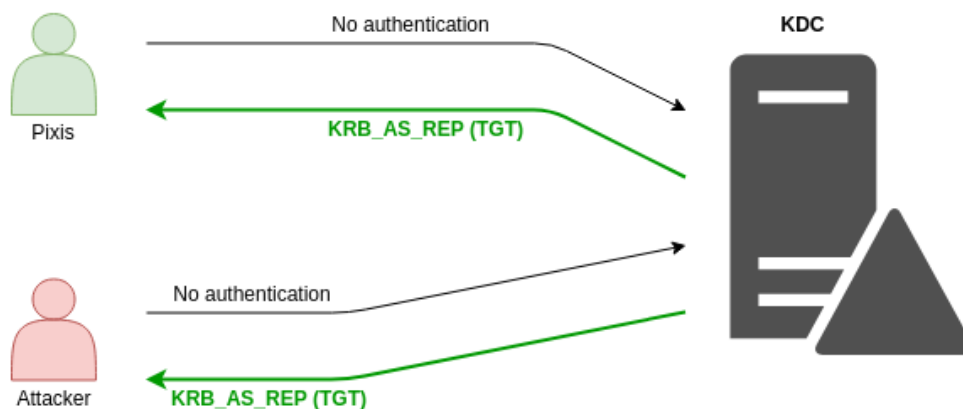 No authentication
KDC
KRB_AS_REP (TGT)
Pixis
No authentication
Attacker
KRB_AS_REP (TGT)